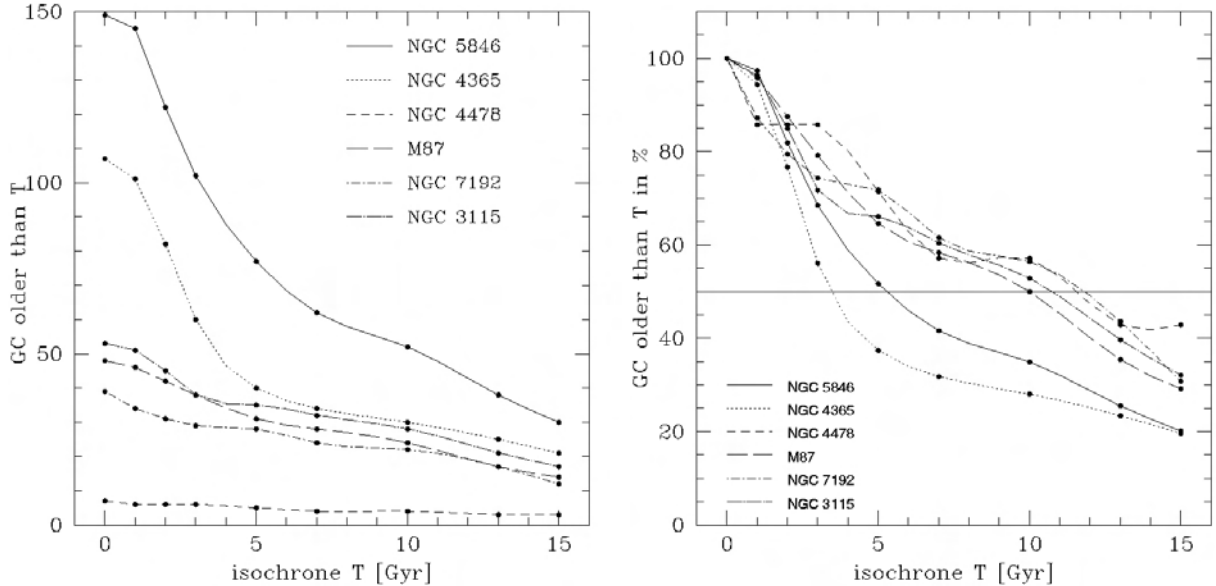 150
100
50
0
GC older than T
NGC 5846
NGC 4365
NGC 4478
M87
NGC 7192
NGC 3115
0 5 10 15
isochrone T [Gyr]
100
80
60
40
20
0
GC older than T in %
NGC 5846
NGC 4365
NGC 4478
M87
NGC 7192
NGC 3115
0 5 10 15
isochrone T [Gyr]